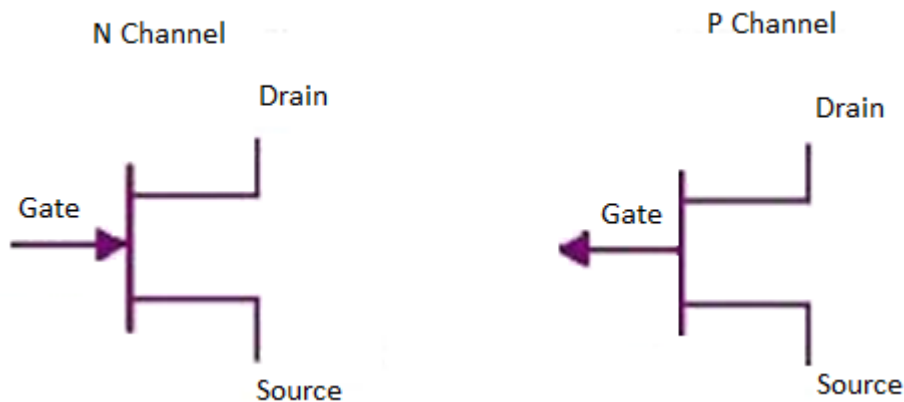 N Channel
Drain
Gate
Source
P Channel
Drain
Gate
Source